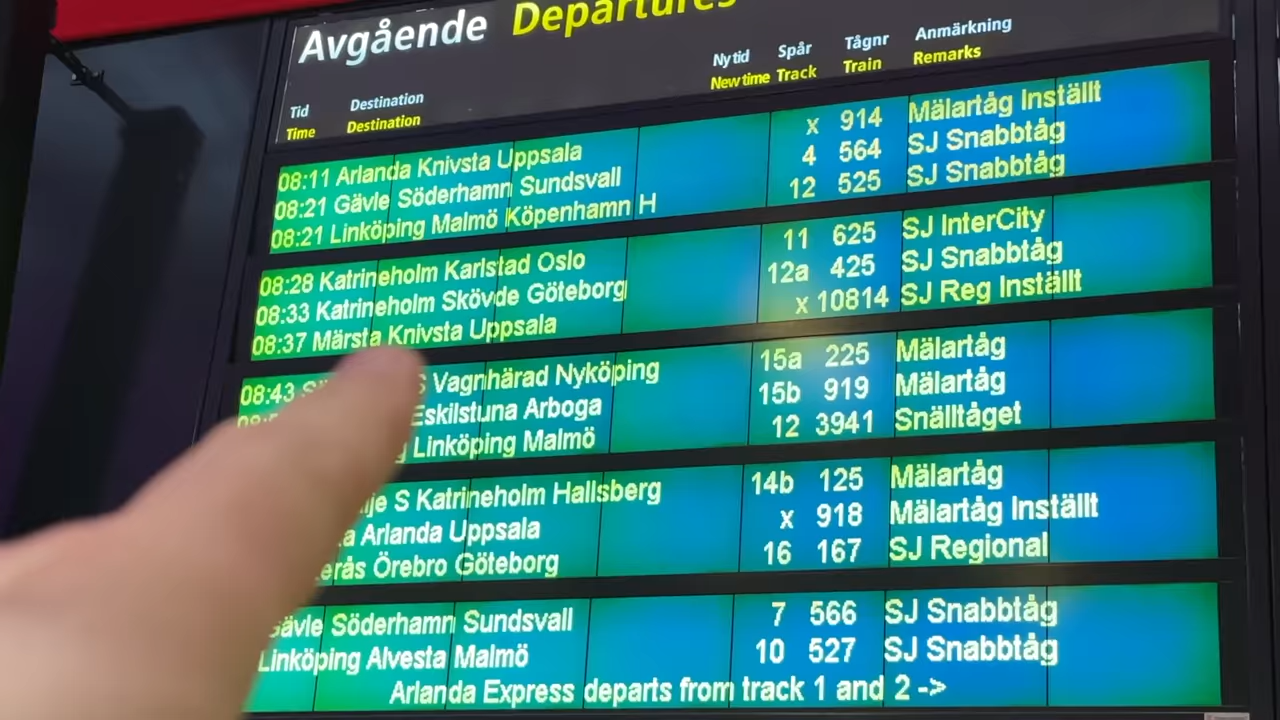 Avgående Departures
Tid Destination Ny tid Spår Tågnr Anmärkning
Time Destination New time Track Train Remarks
08:11 Arlanda Knivsta Uppsala x 914 Mälartåg Inställt
08:21 Gävle Söderhamn Sundsvall 4 564 SJ Snabbtåg
08:21 Linköping Malmö Köpenhamn H 12 525 SJ Snabbtåg
08:28 Katrineholm Karlstad Oslo 11 625 SJ InterCity
08:33 Katrineholm Skövde Göteborg 12a 425 SJ Snabbtåg
08:37 Märsta Knivsta Uppsala x 10814 SJ Reg Inställt
08:43 S Vagnhärad Nyköping 15a 225 Mälartåg
Eskilstuna Arboga 15b 919 Mälartåg
Linköping Malmö 12 3941 Snälltåget
S Katrineholm Hallsberg 14b 125 Mälartåg
Arlanda Uppsala x 918 Mälartåg Inställt
Örebro Göteborg 16 167 SJ Regional
Gävle Söderhamn Sundsvall 7 566 SJ Snabbtåg
Linköping Alvesta Malmö 10 527 SJ Snabbtåg
Arlanda Express departs from track 1 and 2 ->